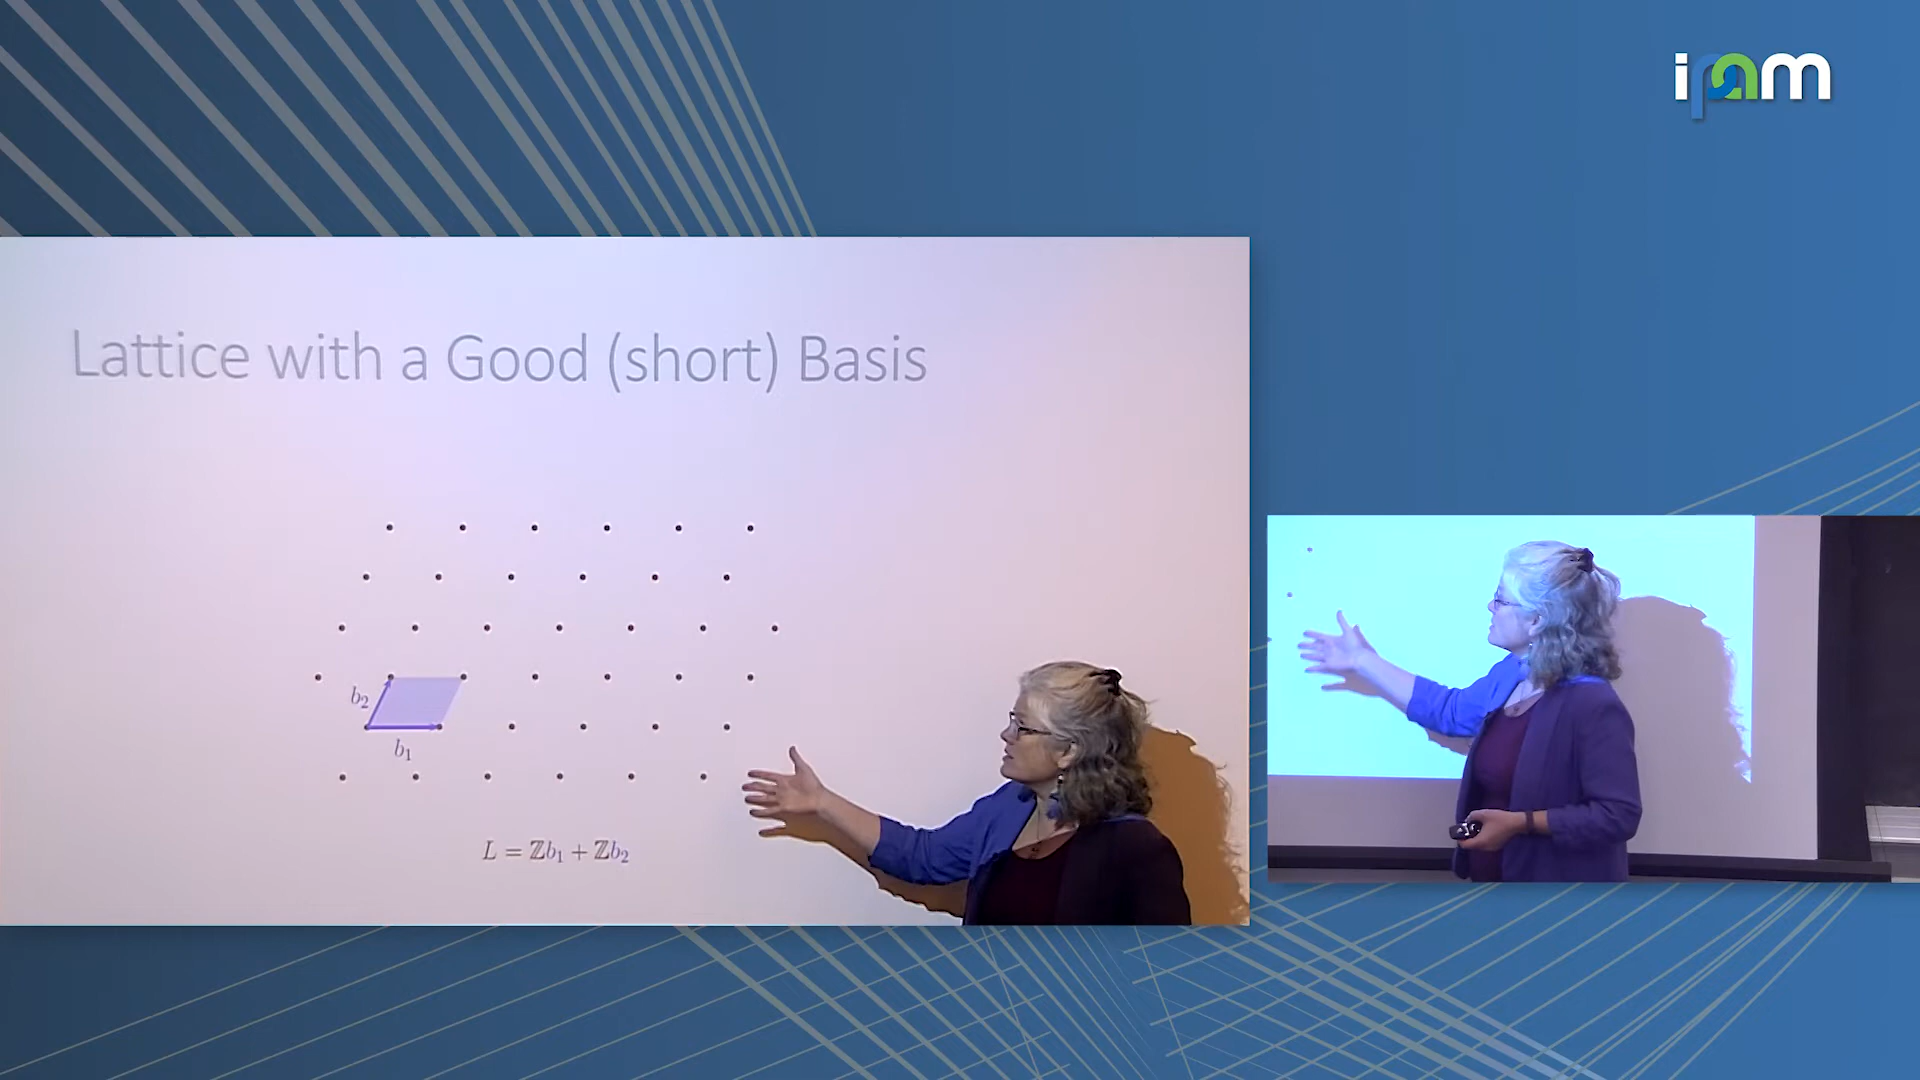 ipam
Lattice with a Good (short) Basis
b₂
b₁
L = ℤb₁ + ℤb₂